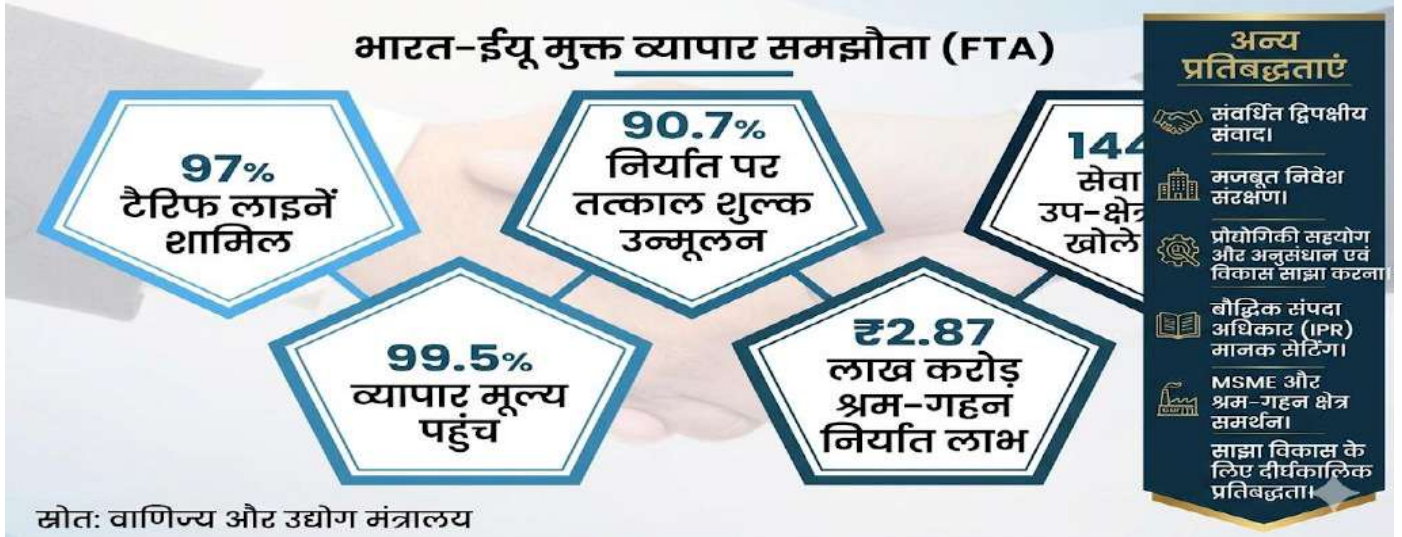 भारत-ईयू मुक्त व्यापार समझौता (FTA)
97%
टैरिफ लाइनें
शामिल
99.5%
व्यापार मूल्य
पहुंच
90.7%
निर्यात पर
तत्काल शुल्क
उन्मूलन
₹2.87
लाख करोड़
श्रम-गहन
निर्यात लाभ
144
सेवा
खोले
अन्य
प्रतिबद्धताएं
संवर्धित द्विपक्षीय
संवाद।
मजबूत निवेश
संरक्षण।
प्रौद्योगिकी सहयोग
और अनुसंधान एवं
विकास साझा करना।
बौद्धिक संपदा
अधिकार (IPR)
मानक सेटिंग।
MSME और
श्रम-गहन क्षेत्र
समर्थन।
साझा विकास के
लिए दीर्घकालिक
प्रतिबद्धता।
स्रोत: वाणिज्य और उद्योग मंत्रालय